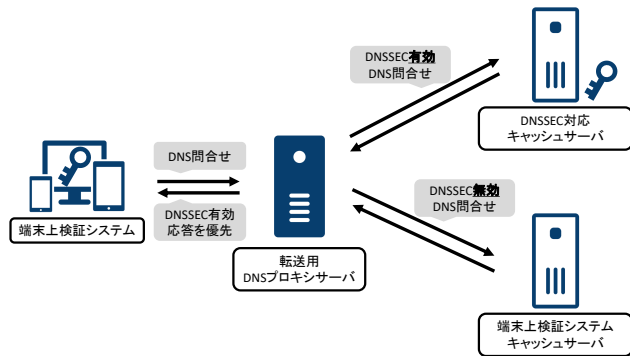 DNSSEC有効
DNS問合せ
DNSSEC対応
キャッシュサーバ
DNS問合せ
DNSSEC有効
応答を優先
端末上検証システム
転送用
DNSプロキシサーバ
DNSSEC無効
DNS問合せ
端末上検証システム
キャッシュサーバ